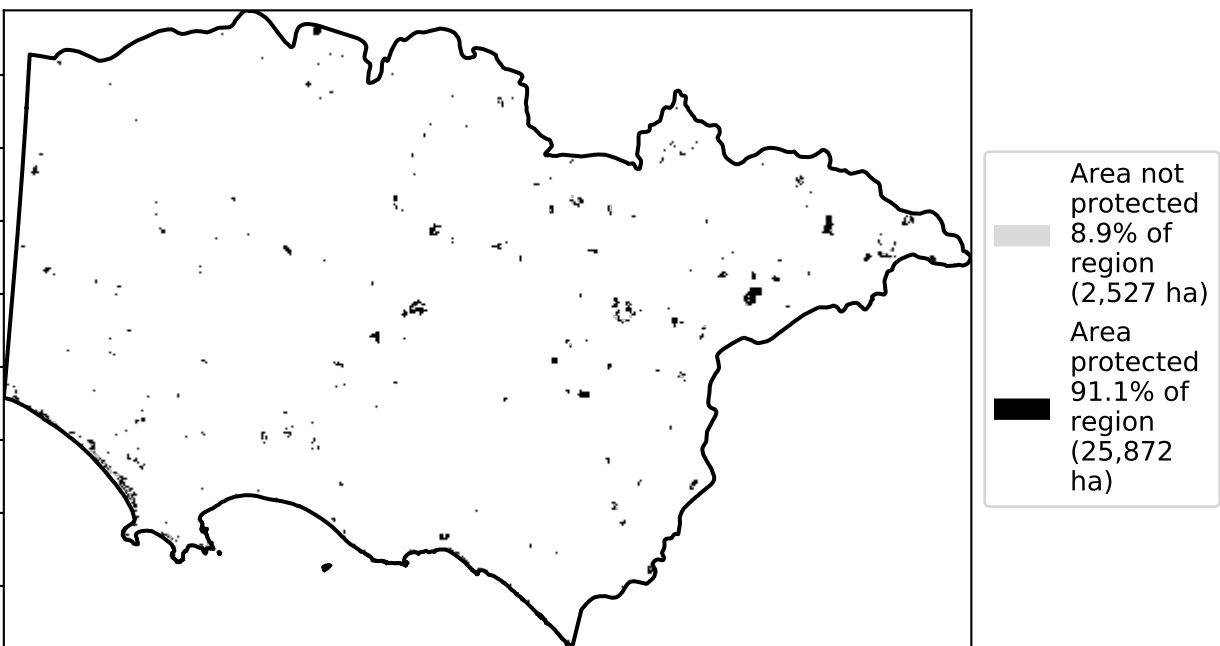 Area not
protected
8.9% of
region
(2,527 ha)
Area
protected
91.1% of
region
(25,872
ha)